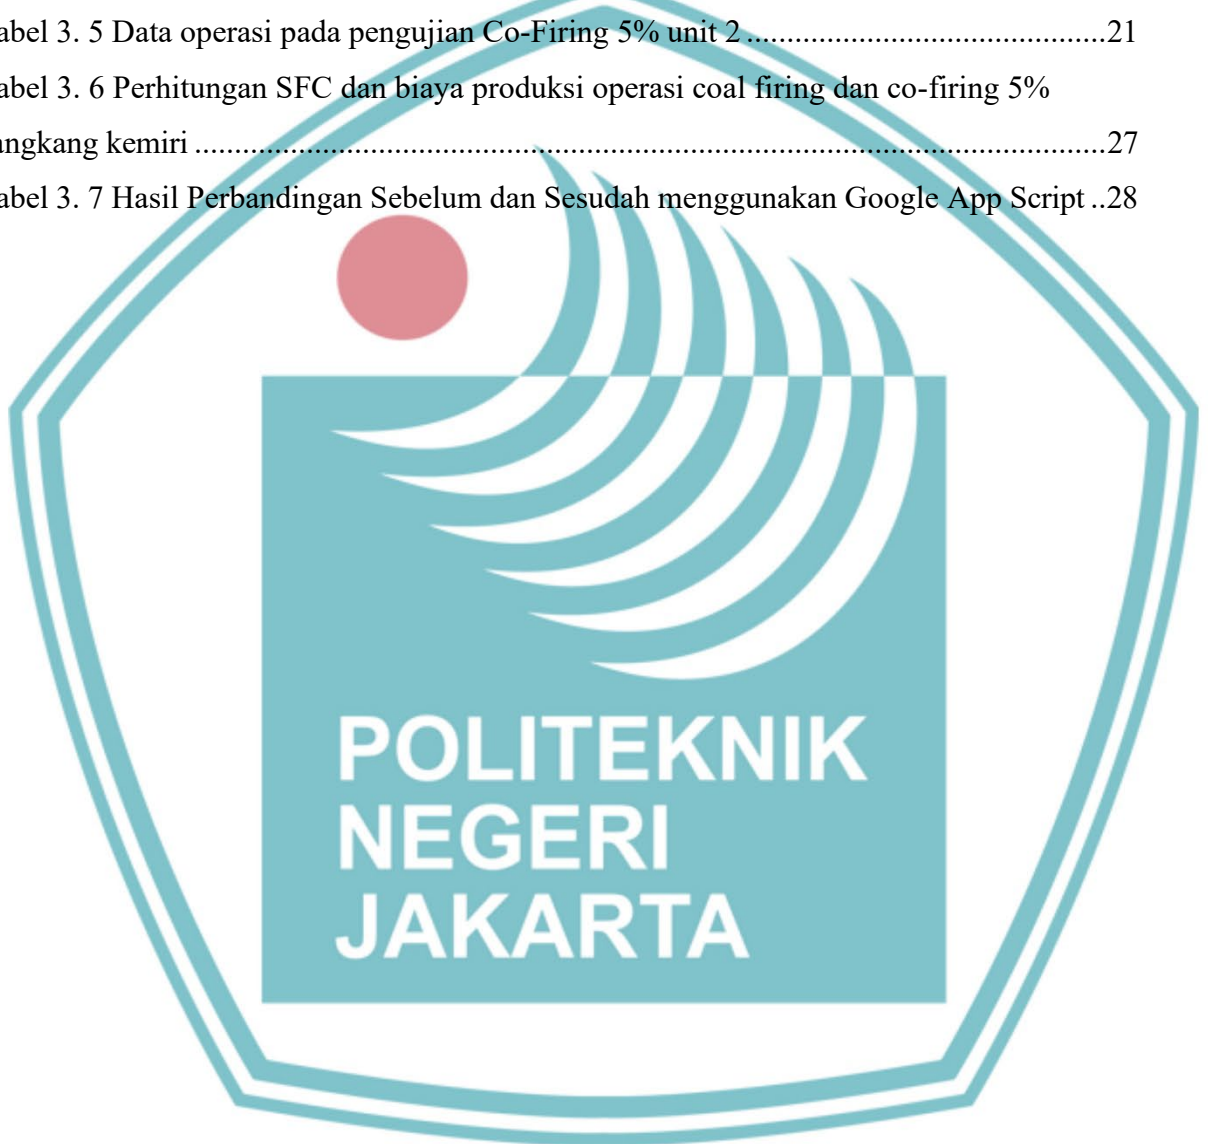 abel 3. 5 Data operasi pada pengujian Co-Firing 5% unit 2 .............................................21
abel 3. 6 Perhitungan SFC dan biaya produksi operasi coal firing dan co-firing 5%
angkang kemiri ..................................................................................................................27
abel 3. 7 Hasil Perbandingan Sebelum dan Sesudah menggunakan Google App Script ..28
POLITEKNIK
NEGERI
JAKARTA